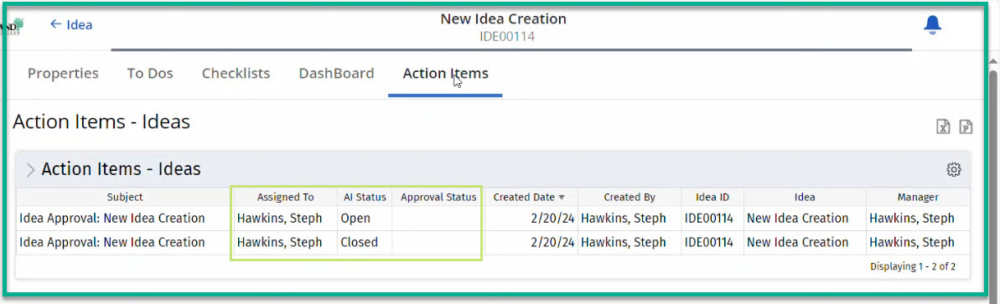 AND
← Idea
New Idea Creation
IDE00114
Properties To Dos Checklists DashBoard Action Items
Action Items - Ideas
Action Items - Ideas
Subject Assigned To AI Status Approval Status Created Date Created By Idea ID Idea Manager
Idea Approval: New Idea Creation Hawkins, Steph Open 2/20/24 Hawkins, Steph IDE00114 New Idea Creation Hawkins, Steph
Idea Approval: New Idea Creation Hawkins, Steph Closed 2/20/24 Hawkins, Steph IDE00114 New Idea Creation Hawkins, Steph
Displaying 1 - 2 of 2